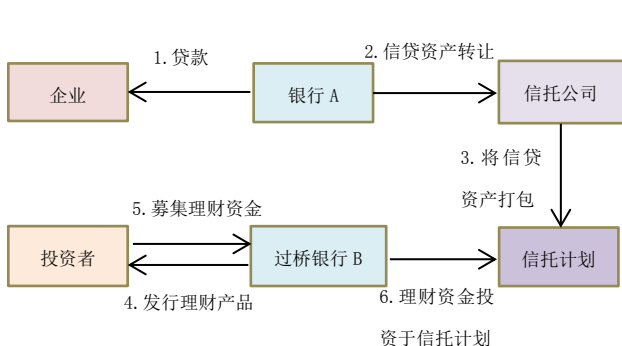 1.贷款
2.信贷资产转让
企业
银行 A
信托公司
3.将信贷
资产打包
5.募集理财资金
投资者
过桥银行 B
信托计划
4.发行理财产品
6.理财资金投
资于信托计划